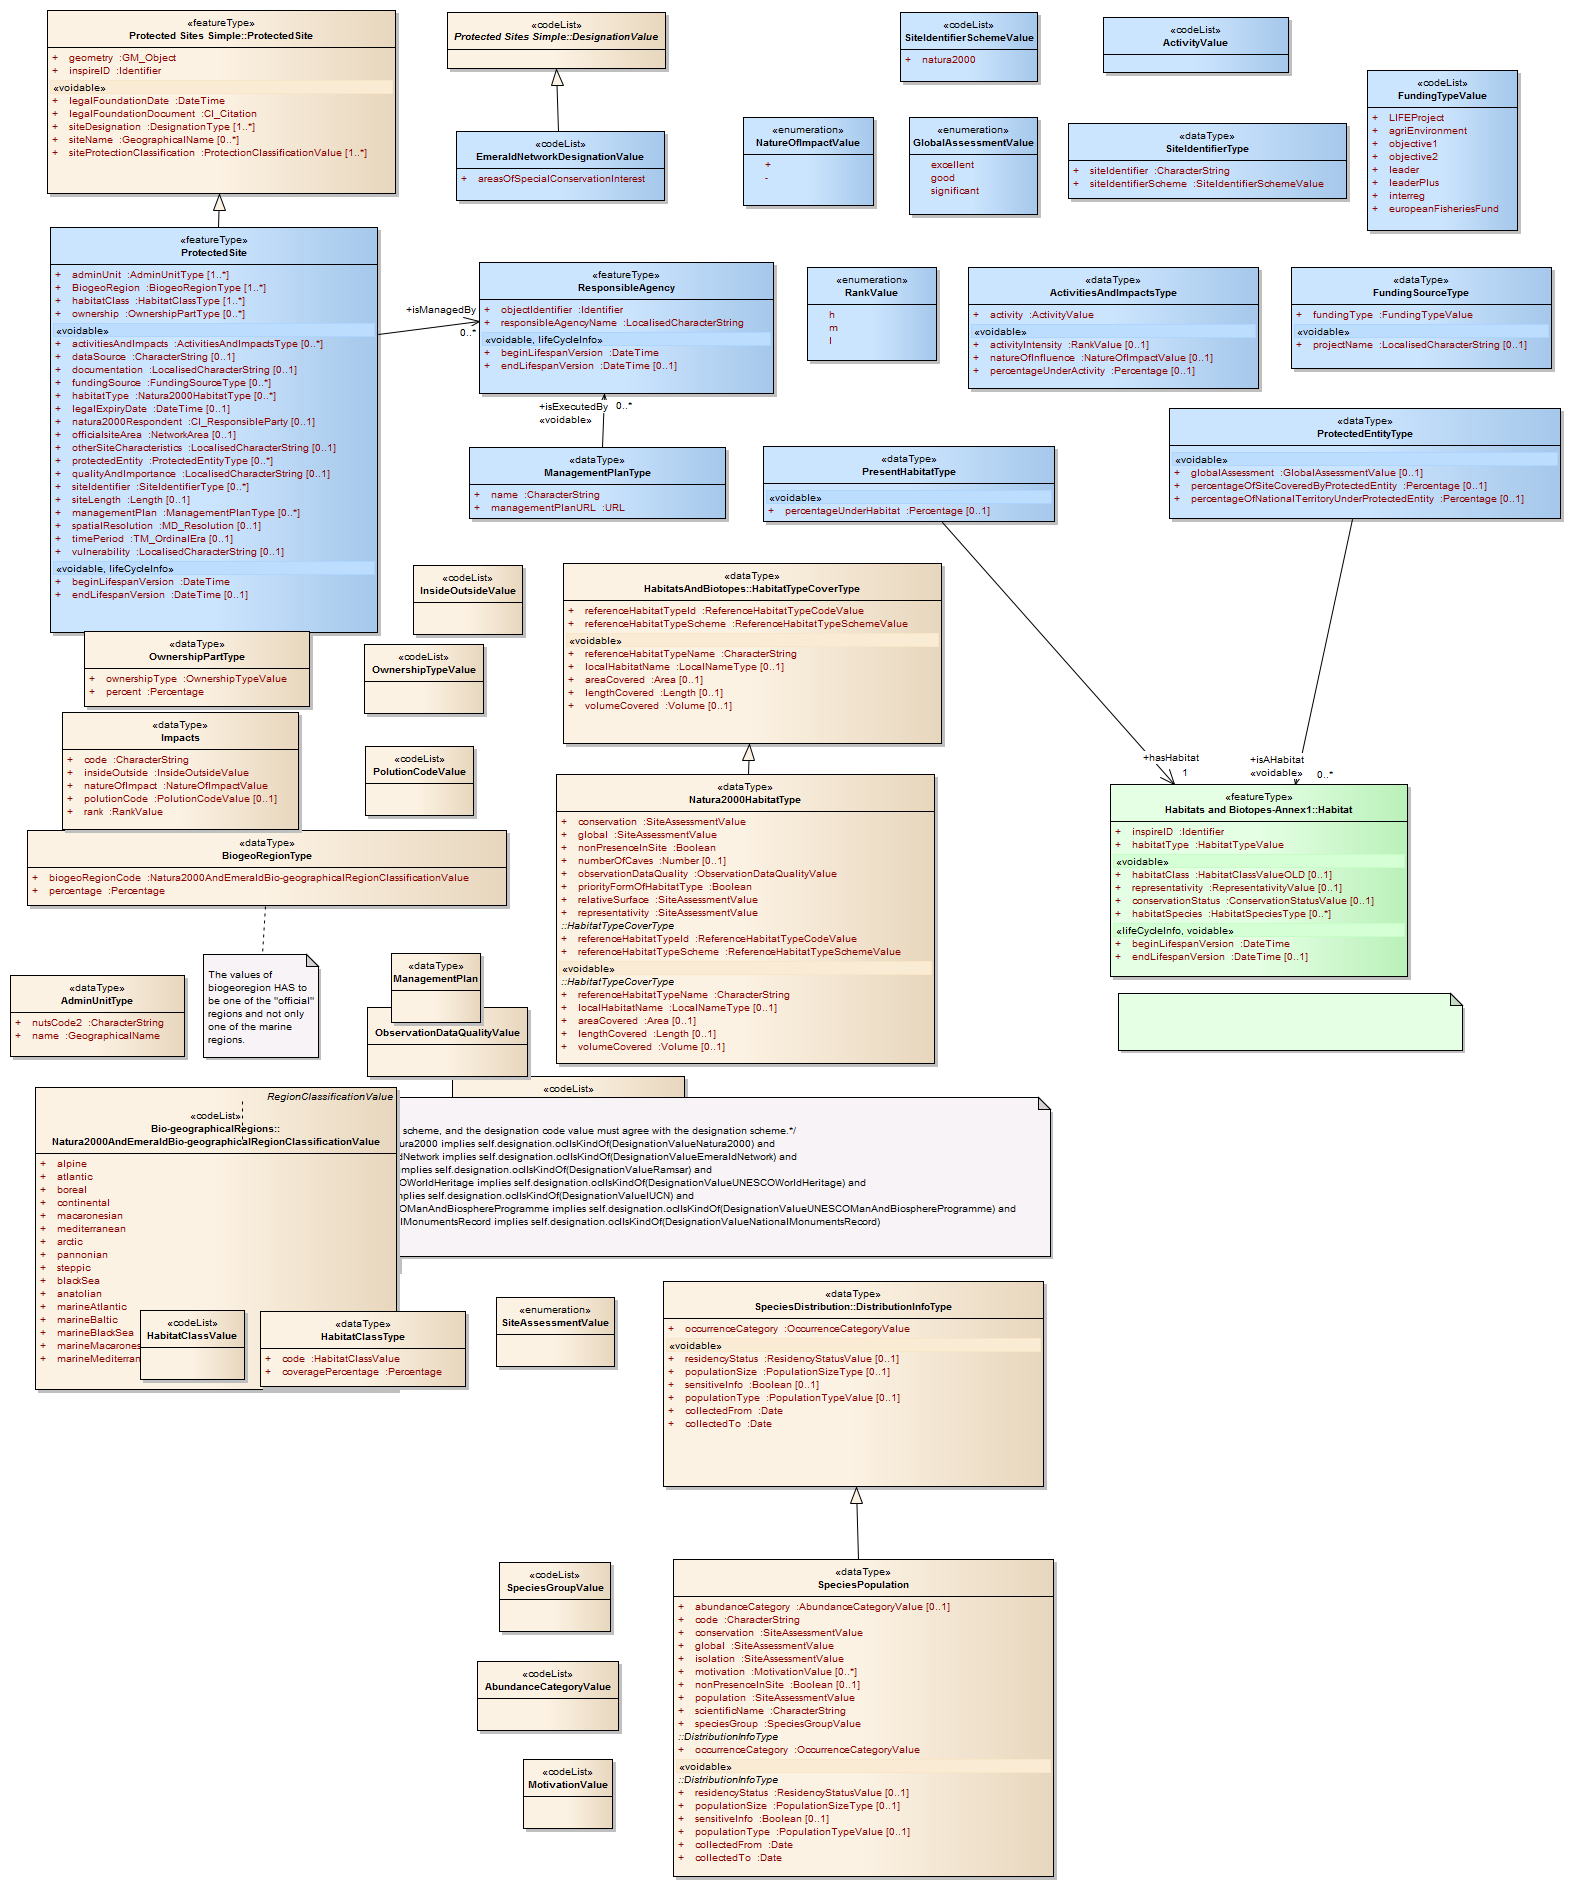 «featureType»
Protected Sites Simple::ProtectedSite
+ geometry :GM_Object
+ inspireID :Identifier
«voidable»
+ legalFoundationDate :DateTime
+ legalFoundationDocument :CI_Citation
+ siteDesignation :DesignationType [1..*]
+ siteName :GeographicalName [0..*]
+ siteProtectionClassification :ProtectionClassificationValue [1..*]
«codeList»
Protected Sites Simple::DesignationValue
«codeList»
SiteIdentifierSchemeValue
+ natura2000
«codeList»
ActivityValue
«codeList»
FundingTypeValue
+ LIFEProject
+ agriEnvironment
+ objective1
+ objective2
+ leader
+ leaderPlus
+ interreg
+ europeanFisheriesFund
«codeList»
EmeraldNetworkDesignationValue
+ areasOfSpecialConservationInterest
«enumeration»
NatureOfImpactValue
+
-
«enumeration»
GlobalAssessmentValue
excellent
good
significant
«dataType»
SiteIdentifierType
+ siteIdentifier :CharacterString
+ siteIdentifierScheme :SiteIdentifierSchemeValue
«featureType»
ProtectedSite
+ adminUnit :AdminUnitType [1..*]
+ BiogeoRegion :BiogeoRegionType [1..*]
+ habitatClass :HabitatClassType [1..*]
+ ownership :OwnershipPartType [0..*]
«voidable»
+ activitiesAndImpacts :ActivitiesAndImpactsType [0..*]
+ dataSource :CharacterString [0..1]
+ documentation :LocalisedCharacterString [0..1]
+ fundingSource :FundingSourceType [0..*]
+ habitatType :Natura2000HabitatType [0..*]
+ legalExpiryDate :DateTime [0..1]
+ natura2000Respondent :CI_ResponsibleParty [0..1]
+ officialsiteArea :NetworkArea [0..1]
+ otherSiteCharacteristics :LocalisedCharacterString [0..1]
+ protectedEntity :ProtectedEntityType [0..*]
+ qualityAndImportance :LocalisedCharacterString [0..1]
+ siteIdentifier :SiteIdentifierType [0..*]
+ siteLength :Length [0..1]
+ managementPlan :ManagementPlanType [0..*]
+ spatialResolution :MD_Resolution [0..1]
+ timePeriod :TM_OrdinalEra [0..1]
+ vulnerability :LocalisedCharacterString [0..1]
«voidable, lifeCycleInfo»
+ beginLifespanVersion :DateTime
+ endLifespanVersion :DateTime [0..1]
+isManagedBy
0..*
«featureType»
ResponsibleAgency
+ objectIdentifier :Identifier
+ responsibleAgencyName :LocalisedCharacterString
«voidable, lifeCycleInfo»
+ beginLifespanVersion :DateTime
+ endLifespanVersion :DateTime [0..1]
«enumeration»
RankValue
h
m
l
«dataType»
ActivitiesAndImpactsType
+ activity :ActivityValue
«voidable»
+ activityIntensity :RankValue [0..1]
+ natureOfInfluence :NatureOfImpactValue [0..1]
+ percentageUnderActivity :Percentage [0..1]
«dataType»
FundingSourceType
+ fundingType :FundingTypeValue
«voidable»
+ projectName :LocalisedCharacterString [0..1]
+isExecutedBy 0..*
«voidable»
«dataType»
ManagementPlanType
+ name :CharacterString
+ managementPlanURL :URL
«dataType»
PresentHabitatType
«voidable»
+ percentageUnderHabitat :Percentage [0..1]
«dataType»
ProtectedEntityType
«voidable»
+ globalAssessment :GlobalAssessmentValue [0..1]
+ percentageOfSiteCoveredByProtectedEntity :Percentage [0..1]
+ percentageOfNationalTerritoryUnderProtectedEntity :Percentage [0..1]
«codeList»
InsideOutsideValue
«dataType»
HabitatsAndBiotopes::HabitatTypeCoverType
+ referenceHabitatTypeId :ReferenceHabitatTypeCodeValue
+ referenceHabitatTypeScheme :ReferenceHabitatTypeSchemeValue
«voidable»
+ referenceHabitatTypeName :CharacterString
+ localHabitatName :LocalNameType [0..1]
+ areaCovered :Area [0..1]
+ lengthCovered :Length [0..1]
+ volumeCovered :Volume [0..1]
«dataType»
OwnershipPartType
+ ownershipType :OwnershipTypeValue
+ percent :Percentage
«codeList»
OwnershipTypeValue
«dataType»
Impacts
+ code :CharacterString
+ insideOutside :InsideOutsideValue
+ natureOfImpact :NatureOfImpactValue
+ polutionCode :PolutionCodeValue [0..1]
+ rank :RankValue
«codeList»
PolutionCodeValue
+hasHabitat
1
+isAHabitat
«voidable» 0..*
«dataType»
Natura2000HabitatType
+ conservation :SiteAssessmentValue
+ global :SiteAssessmentValue
+ nonPresenceInSite :Boolean
+ numberOfCaves :Number [0..1]
+ observationDataQuality :ObservationDataQualityValue
+ priorityFormOfHabitatType :Boolean
+ relativeSurface :SiteAssessmentValue
+ representativity :SiteAssessmentValue
::HabitatTypeCoverType
+ referenceHabitatTypeId :ReferenceHabitatTypeCodeValue
+ referenceHabitatTypeScheme :ReferenceHabitatTypeSchemeValue
«voidable»
::HabitatTypeCoverType
+ referenceHabitatTypeName :CharacterString
+ localHabitatName :LocalNameType [0..1]
+ areaCovered :Area [0..1]
+ lengthCovered :Length [0..1]
+ volumeCovered :Volume [0..1]
«featureType»
Habitats and Biotopes-Annex1::Habitat
+ inspireID :Identifier
+ habitatType :HabitatTypeValue
«voidable»
+ habitatClass :HabitatClassValueOLD [0..1]
+ representativity :RepresentativityValue [0..1]
+ conservationStatus :ConservationStatusValue [0..1]
+ habitatSpecies :HabitatSpeciesType [0..*]
«lifeCycleInfo, voidable»
+ beginLifespanVersion :DateTime
+ endLifespanVersion :DateTime [0..1]
«dataType»
BiogeoRegionType
+ biogeoRegionCode :Natura2000AndEmeraldBio-geographicalRegionClassificationValue
+ percentage :Percentage
The values of
biogeoregion HAS to
be one of the "official"
regions and not only
one of the marine
regions.
«dataType»
AdminUnitType
+ nutsCode2 :CharacterString
+ name :GeographicalName
«dataType»
ManagementPlan
ObservationDataQualityValue
«codeList»
RegionClassificationValue
«codeList»
Bio-geographicalRegions::
Natura2000AndEmeraldBio-geographicalRegionClassificationValue
+ alpine
+ atlantic
+ boreal
+ continental
+ macaronesian
+ mediterranean
+ arctic
+ pannonian
+ steppic
+ blackSea
+ anatolian
+ marineAtlantic
+ marineBaltic
+ marineBlackSea
+ marineMacarones
+ marineMediterran
scheme, and the designation code value must agree with the designation scheme.*/
ura2000 implies self.designation.oclIsKindOf(DesignationValueNatura2000) and
dNetwork implies self.designation.oclIsKindOf(DesignationValueEmeraldNetwork) and
implies self.designation.oclIsKindOf(DesignationValueRamsar) and
OWorldHeritage implies self.designation.oclIsKindOf(DesignationValueUNESCOWorldHeritage) and
mplies self.designation.oclIsKindOf(DesignationValueIUCN) and
OManAndBiosphereProgramme implies self.designation.oclIsKindOf(DesignationValueUNESCOManAndBiosphereProgramme) and
lMonumentsRecord implies self.designation.oclIsKindOf(DesignationValueNationalMonumentsRecord)
«codeList»
HabitatClassValue
«dataType»
HabitatClassType
+ code :HabitatClassValue
+ coveragePercentage :Percentage
«enumeration»
SiteAssessmentValue
«dataType»
SpeciesDistribution::DistributionInfoType
+ occurrenceCategory :OccurrenceCategoryValue
«voidable»
+ residencyStatus :ResidencyStatusValue [0..1]
+ populationSize :PopulationSizeType [0..1]
+ sensitiveInfo :Boolean [0..1]
+ populationType :PopulationTypeValue [0..1]
+ collectedFrom :Date
+ collectedTo :Date
«codeList»
SpeciesGroupValue
«codeList»
AbundanceCategoryValue
«codeList»
MotivationValue
«dataType»
SpeciesPopulation
+ abundanceCategory :AbundanceCategoryValue [0..1]
+ code :CharacterString
+ conservation :SiteAssessmentValue
+ global :SiteAssessmentValue
+ isolation :SiteAssessmentValue
+ motivation :MotivationValue [0..*]
+ nonPresenceInSite :Boolean [0..1]
+ population :SiteAssessmentValue
+ scientificName :CharacterString
+ speciesGroup :SpeciesGroupValue
::DistributionInfoType
+ occurrenceCategory :OccurrenceCategoryValue
«voidable»
::DistributionInfoType
+ residencyStatus :ResidencyStatusValue [0..1]
+ populationSize :PopulationSizeType [0..1]
+ sensitiveInfo :Boolean [0..1]
+ populationType :PopulationTypeValue [0..1]
+ collectedFrom :Date
+ collectedTo :Date